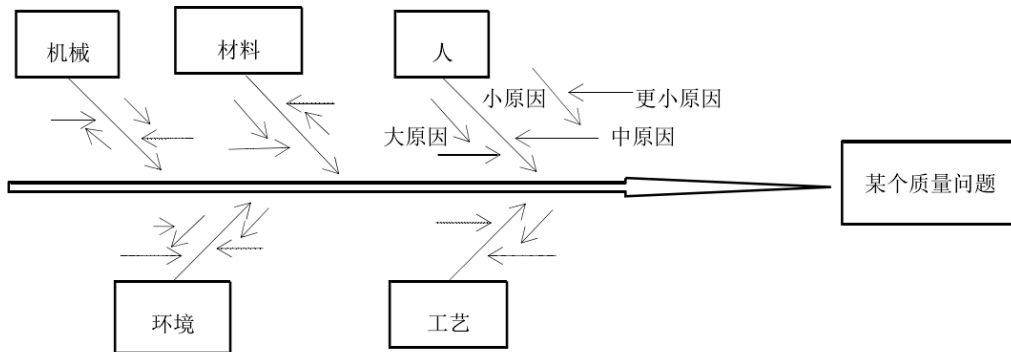 机械
材料
人
小原因
更小原因
大原因
中原因
某个质量问题
环境
工艺